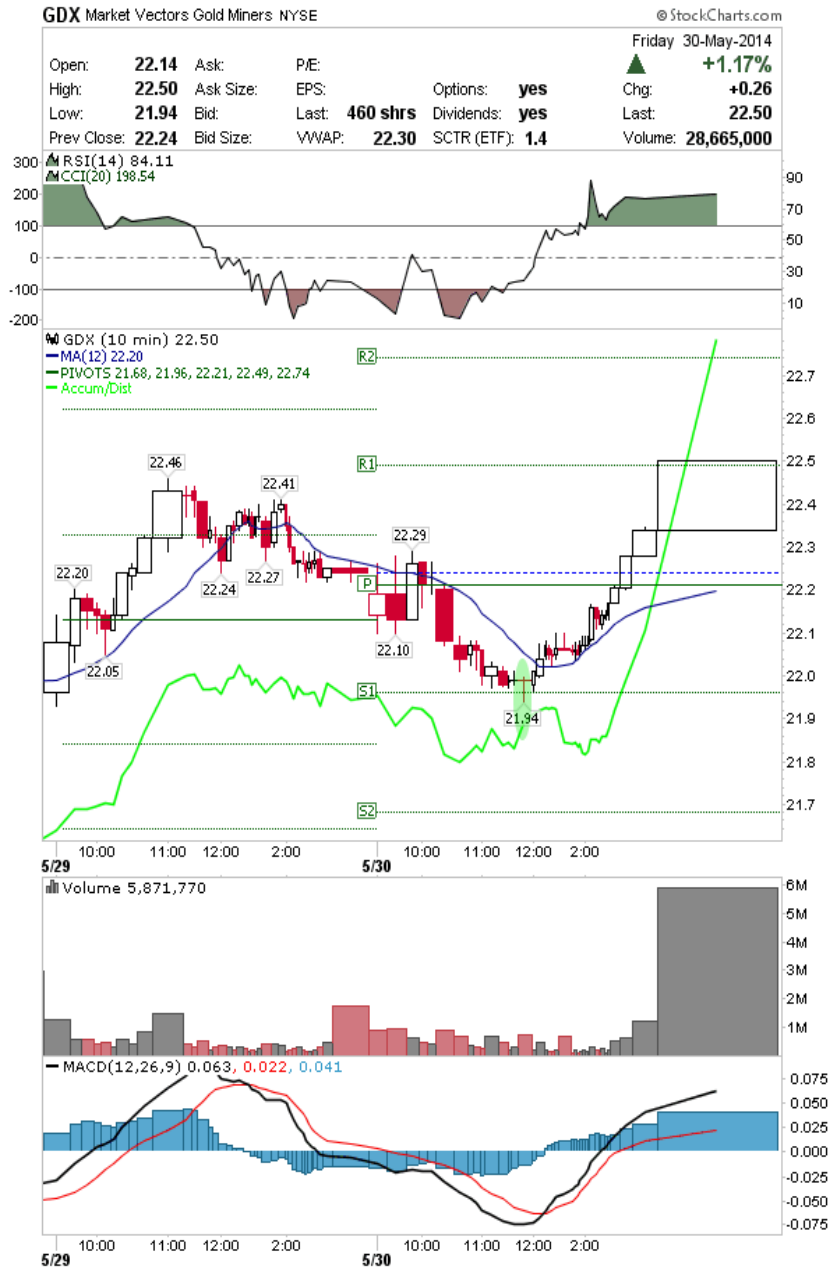 GDX Market Vectors Gold Miners NYSE © StockCharts.com
Friday 30-May-2014
Open: 22.14 Ask: P/E: +1.17%
High: 22.50 Ask Size: EPS: Options: yes Chg: +0.26
Low: 21.94 Bid: Last: 460 shrs Dividends: yes Last: 22.50
Prev Close: 22.24 Bid Size: VWAP: 22.30 SCTR (ETF): 1.4 Volume: 28,665,000
300 RSI(14) 84.11
CCI(20) 198.54 90
200
70
100
50
0
30
-100
10
-200
GDX (10 min) 22.50
MA(12) 22.20 R2
PIVOTS 21.68, 21.96, 22.21, 22.49, 22.74 22.7
Accum/Dist
22.6
22.46 R1 22.5
22.41
22.4
22.29
22.3
22.20 22.24 22.27 P 22.2
22.1
22.05 22.10
22.0
S1
21.94 21.9
21.8
S2 21.7
10:00 11:00 12:00 2:00 10:00 11:00 12:00 2:00
5/29 5/30
Volume 5,871,770 6M
5M
4M
3M
2M
1M
MACD(12,26,9) 0.063, 0.022, 0.041
0.075
0.050
0.025
0.000
-0.025
-0.050
-0.075
10:00 11:00 12:00 2:00 10:00 11:00 12:00 2:00
5/29 5/30